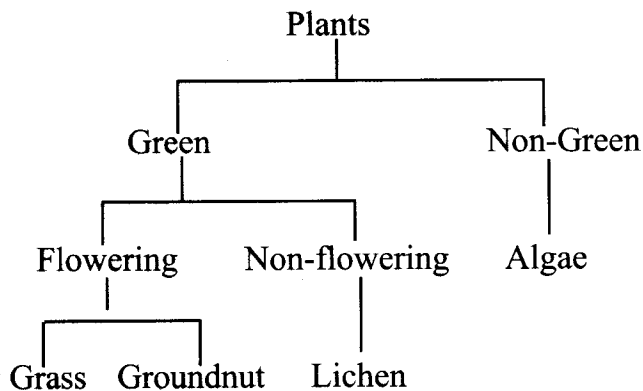 Plants
Green Non-Green
Flowering Non-flowering Algae
Grass Groundnut Lichen